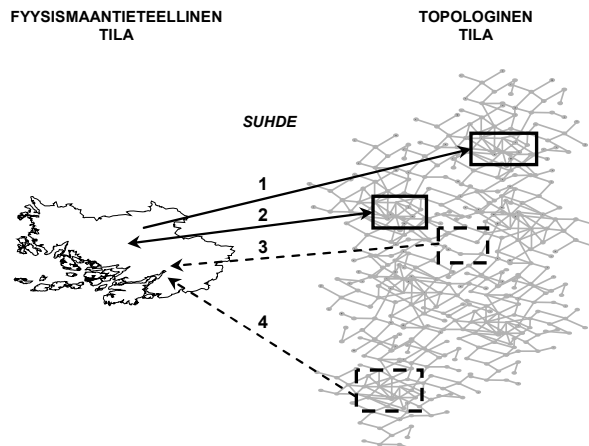 FYYSISMAANTIETEELLINEN
TILA
TOPOLOGINEN
TILA
SUHDE
1
2
3
4